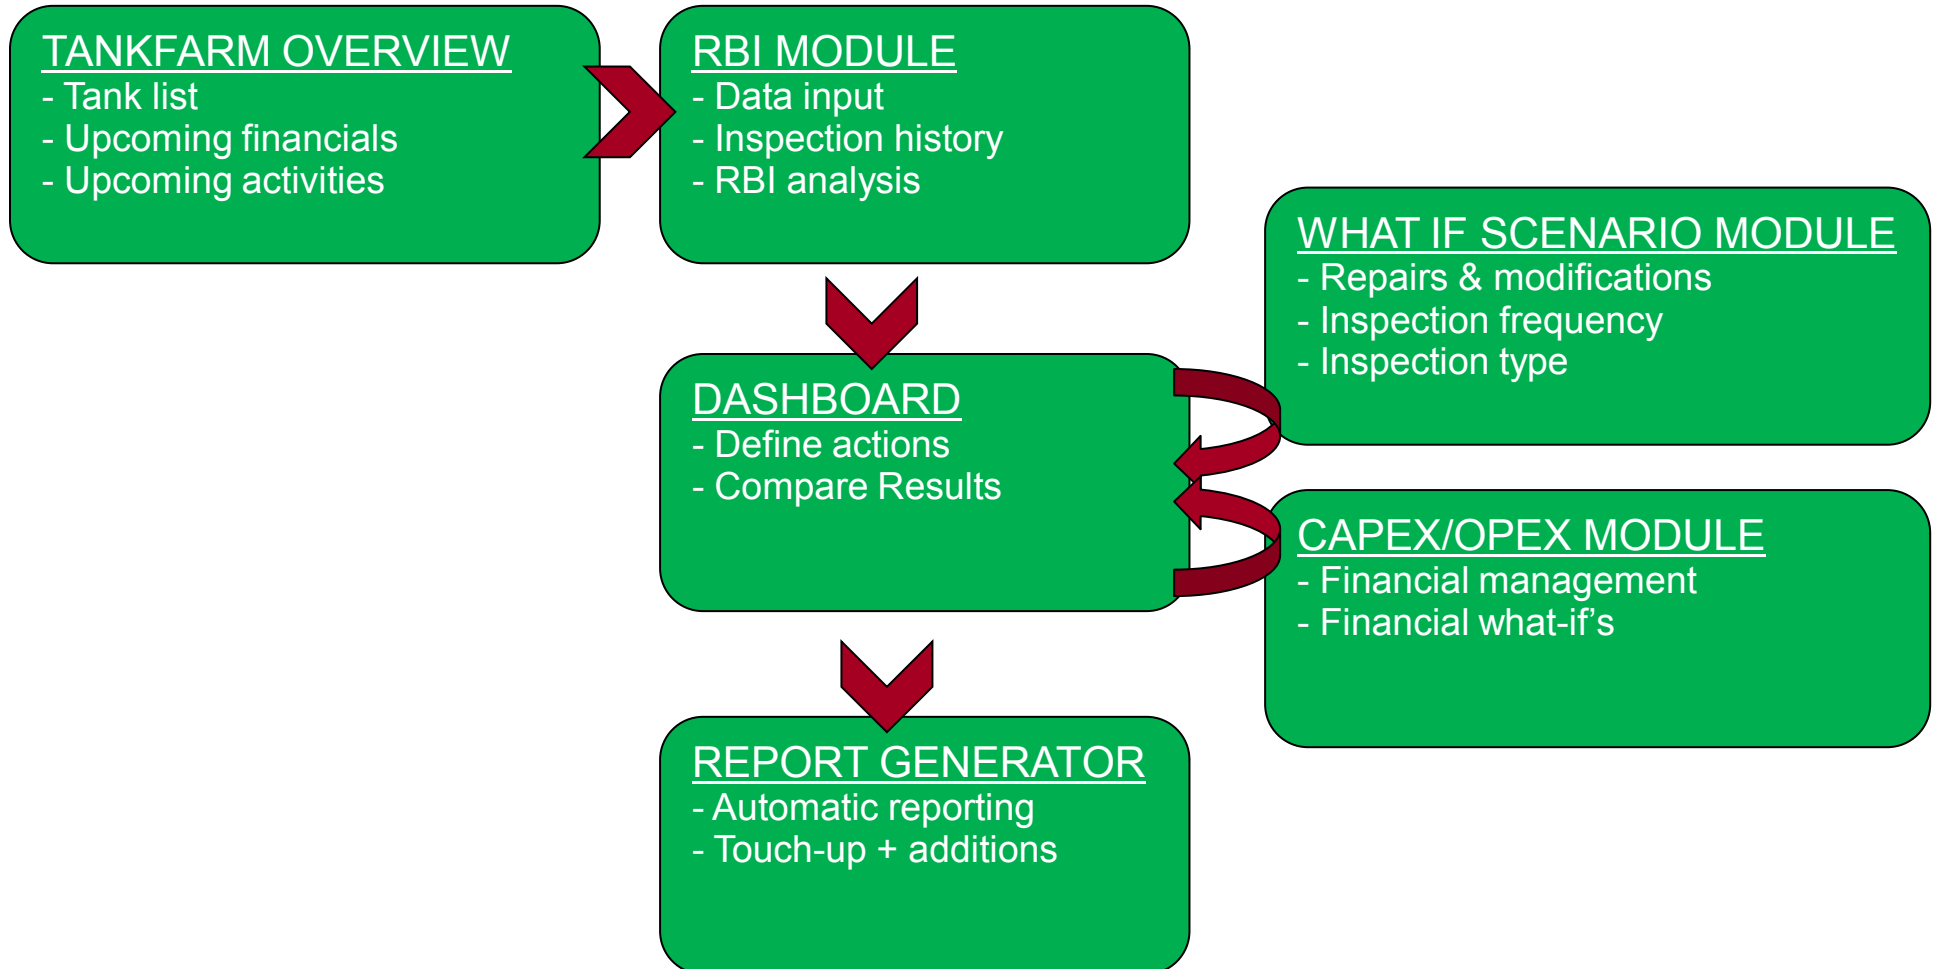 TANKFARM OVERVIEW
- Tank list
- Upcoming financials
- Upcoming activities
RBI MODULE
- Data input
- Inspection history
- RBI analysis
WHAT IF SCENARIO MODULE
- Repairs & modifications
- Inspection frequency
- Inspection type
DASHBOARD
- Define actions
- Compare Results
CAPEX/OPEX MODULE
- Financial management
- Financial what-if’s
REPORT GENERATOR
- Automatic reporting
- Touch-up + additions